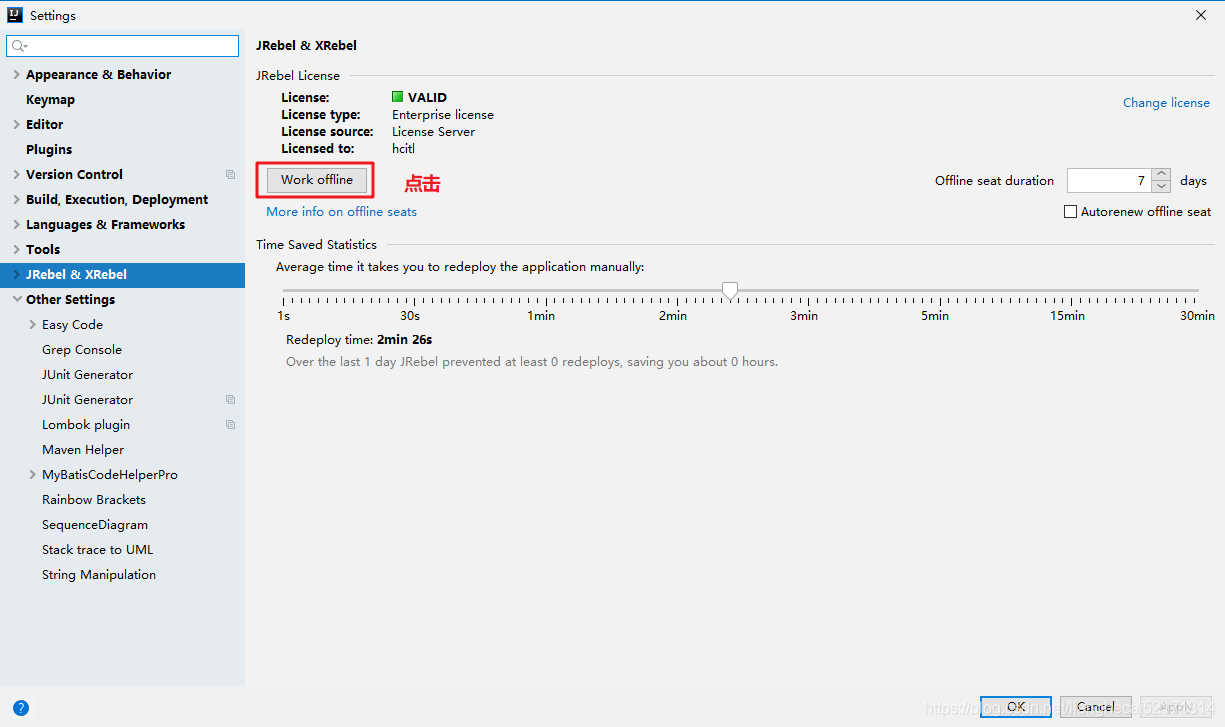 Settings
JRebel & XRebel
Appearance & Behavior
Keymap
Editor
Plugins
Version Control
Build, Execution, Deployment
Languages & Frameworks
Tools
JRebel & XRebel
Other Settings
Easy Code
Grep Console
JUnit Generator
JUnit Generator
Lombok plugin
Maven Helper
MyBatisCodeHelperPro
Rainbow Brackets
SequenceDiagram
Stack trace to UML
String Manipulation
JRebel License
License: VALID
Change license
License type: Enterprise license
License source: License Server
Licensed to: hcitl
Work offline 点击 Offline seat duration 7 days
More info on offline seats Autorenew offline seat
Time Saved Statistics
Average time it takes you to redeploy the application manually:
1s 30s 1min 2min 3min 5min 15min 30min
Redeploy time: 2min 26s
Over the last 1 day JRebel prevented at least 0 redeploys, saving you about 0 hours.
? OK Cancel Apply